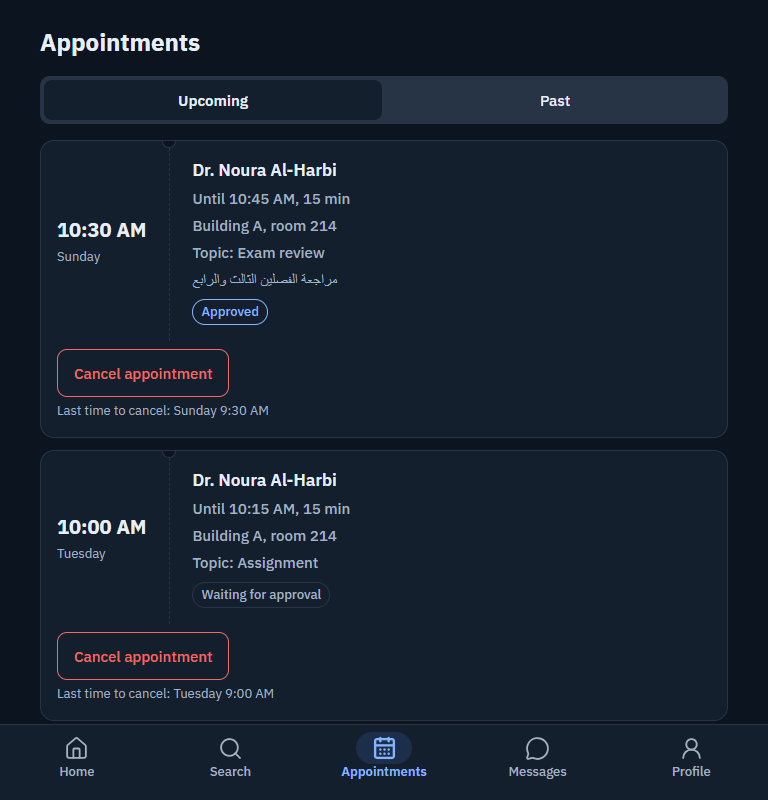 Appointments
Upcoming
Past
Dr. Noura Al-Harbi
Until 10:45 AM, 15 min
10:30 AM
Building A, room 214
Sunday
Topic: Exam review
مراجعة الفصلين الثالث والرابع
Approved
Cancel appointment
Last time to cancel: Sunday 9:30 AM
Dr. Noura Al-Harbi
Until 10:15 AM, 15 min
10:00 AM
Building A, room 214
Tuesday
Topic: Assignment
Waiting for approval
Cancel appointment
Last time to cancel: Tuesday 9:00 AM
Home
Search
Appointments
Messages
Profile